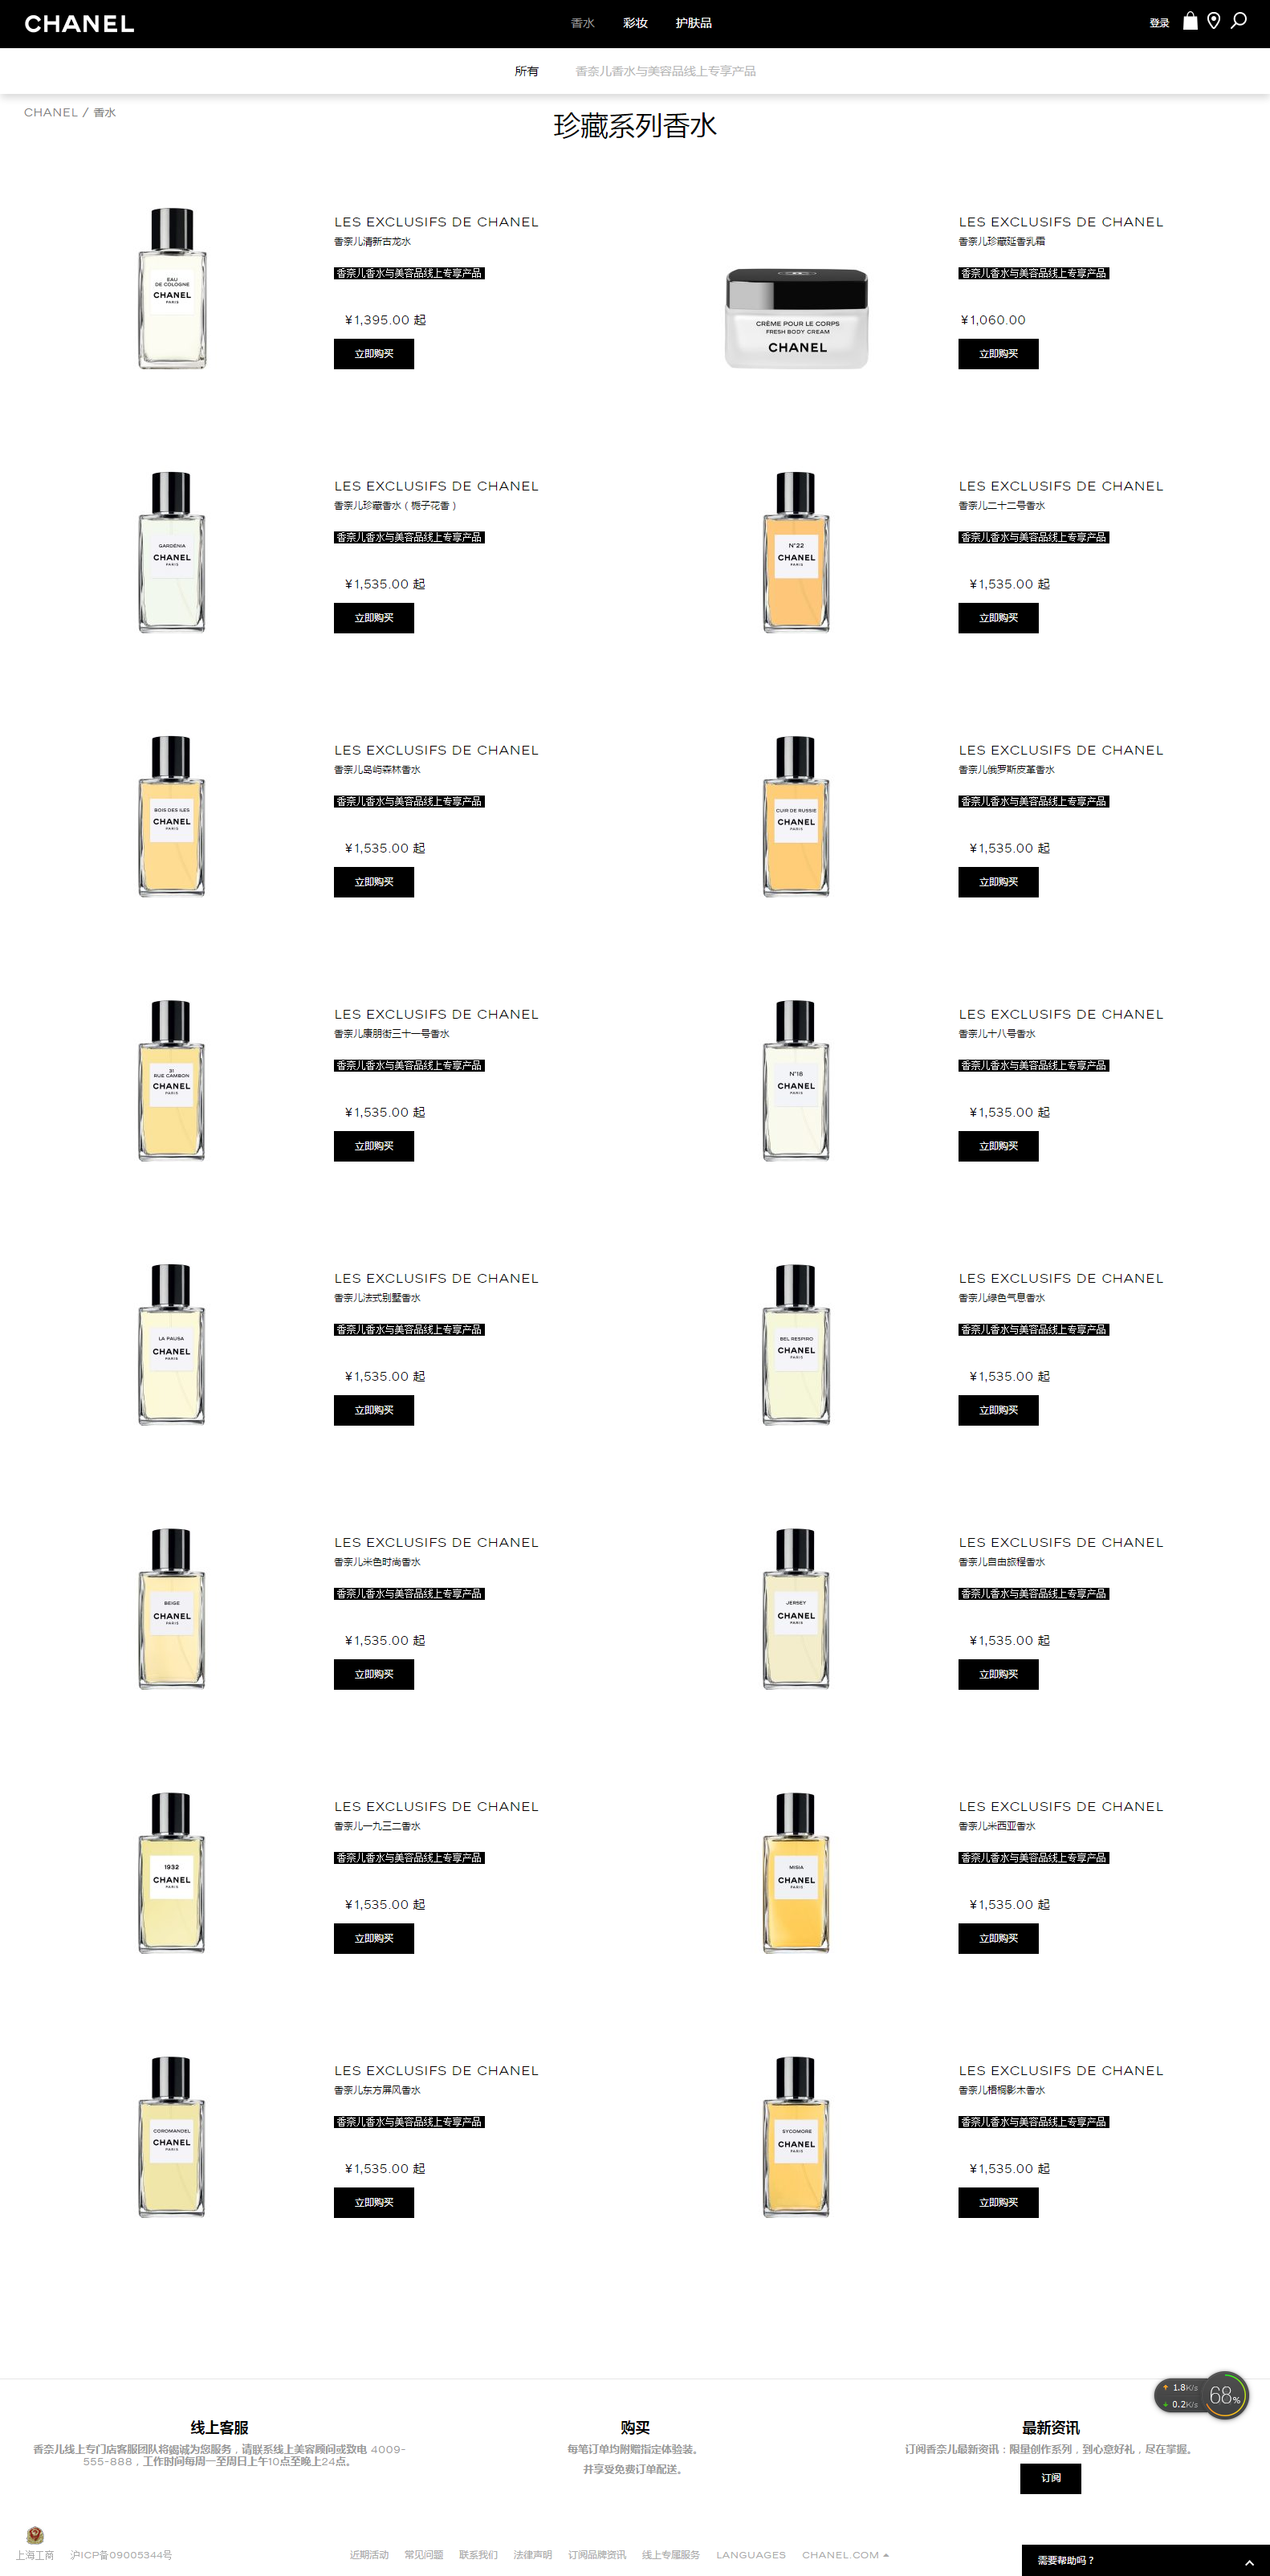 CHANEL
香水 彩妆 护肤品
登录
所有 香奈儿香水与美容品线上专享产品
CHANEL / 香水
珍藏系列香水
EAU
DE COLOGNE
CHANEL
PARIS
LES EXCLUSIFS DE CHANEL
香奈儿清新古龙水
香奈儿香水与美容品线上专享产品
¥1,395.00 起
立即购买
CRÈME POUR LE CORPS
FRESH BODY CREAM
CHANEL
LES EXCLUSIFS DE CHANEL
香奈儿珍藏延香乳霜
香奈儿香水与美容品线上专享产品
¥1,060.00
立即购买
GARDÉNIA
CHANEL
PARIS
LES EXCLUSIFS DE CHANEL
香奈儿珍藏香水（栀子花香）
香奈儿香水与美容品线上专享产品
¥1,535.00 起
立即购买
N°22
CHANEL
PARIS
LES EXCLUSIFS DE CHANEL
香奈儿二十二号香水
香奈儿香水与美容品线上专享产品
¥1,535.00 起
立即购买
BOIS DES ILES
CHANEL
PARIS
LES EXCLUSIFS DE CHANEL
香奈儿岛屿森林香水
香奈儿香水与美容品线上专享产品
¥1,535.00 起
立即购买
CUIR DE RUSSIE
CHANEL
PARIS
LES EXCLUSIFS DE CHANEL
香奈儿俄罗斯皮革香水
香奈儿香水与美容品线上专享产品
¥1,535.00 起
立即购买
31
RUE CAMBON
CHANEL
PARIS
LES EXCLUSIFS DE CHANEL
香奈儿康朋街三十一号香水
香奈儿香水与美容品线上专享产品
¥1,535.00 起
立即购买
N°18
CHANEL
PARIS
LES EXCLUSIFS DE CHANEL
香奈儿十八号香水
香奈儿香水与美容品线上专享产品
¥1,535.00 起
立即购买
LA PAUSA
CHANEL
PARIS
LES EXCLUSIFS DE CHANEL
香奈儿法式别墅香水
香奈儿香水与美容品线上专享产品
¥1,535.00 起
立即购买
BEL RESPIRO
CHANEL
PARIS
LES EXCLUSIFS DE CHANEL
香奈儿绿色气息香水
香奈儿香水与美容品线上专享产品
¥1,535.00 起
立即购买
BEIGE
CHANEL
PARIS
LES EXCLUSIFS DE CHANEL
香奈儿米色时尚香水
香奈儿香水与美容品线上专享产品
¥1,535.00 起
立即购买
JERSEY
CHANEL
PARIS
LES EXCLUSIFS DE CHANEL
香奈儿自由旅程香水
香奈儿香水与美容品线上专享产品
¥1,535.00 起
立即购买
1932
CHANEL
PARIS
LES EXCLUSIFS DE CHANEL
香奈儿一九三二香水
香奈儿香水与美容品线上专享产品
¥1,535.00 起
立即购买
MISIA
CHANEL
PARIS
LES EXCLUSIFS DE CHANEL
香奈儿米西亚香水
香奈儿香水与美容品线上专享产品
¥1,535.00 起
立即购买
COROMANDEL
CHANEL
PARIS
LES EXCLUSIFS DE CHANEL
香奈儿东方屏风香水
香奈儿香水与美容品线上专享产品
¥1,535.00 起
立即购买
SYCOMORE
CHANEL
PARIS
LES EXCLUSIFS DE CHANEL
香奈儿梧桐影木香水
香奈儿香水与美容品线上专享产品
¥1,535.00 起
立即购买
1.8K/s
0.2K/s
68%
线上客服
香奈儿线上专门店客服团队将竭诚为您服务，请联系线上美容顾问或致电 4009-
555-888，工作时间每周一至周日上午10点至晚上24点。
购买
每笔订单均附赠指定体验装。
并享受免费订单配送。
最新资讯
订阅香奈儿最新资讯：限量创作系列，到心意好礼，尽在掌握。
订阅
上海工商 沪ICP备09005344号
近期活动 常见问题 联系我们 法律声明 订阅品牌资讯 线上专属服务 LANGUAGES CHANEL.COM
需要帮助吗？